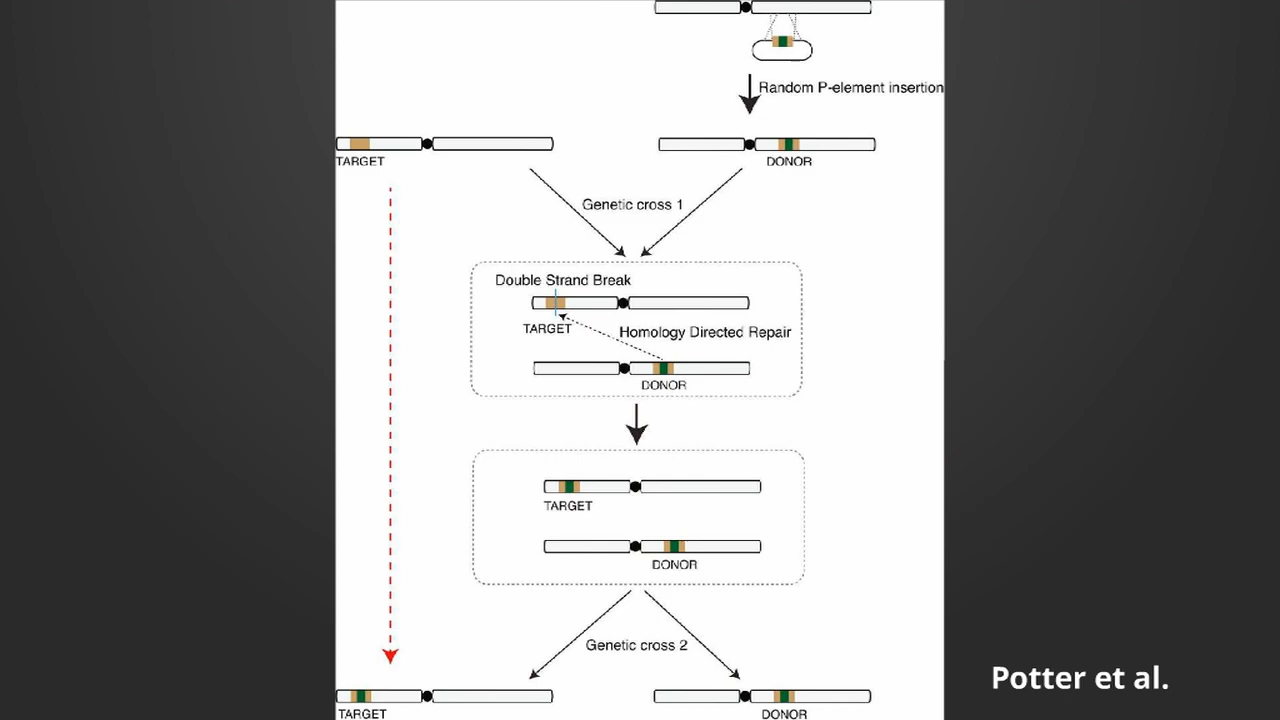 Random P-element insertion
TARGET
DONOR
Genetic cross 1
Double Strand Break
TARGET
Homology Directed Repair
DONOR
TARGET
DONOR
Genetic cross 2
Potter et al.
TARGET
DONOR